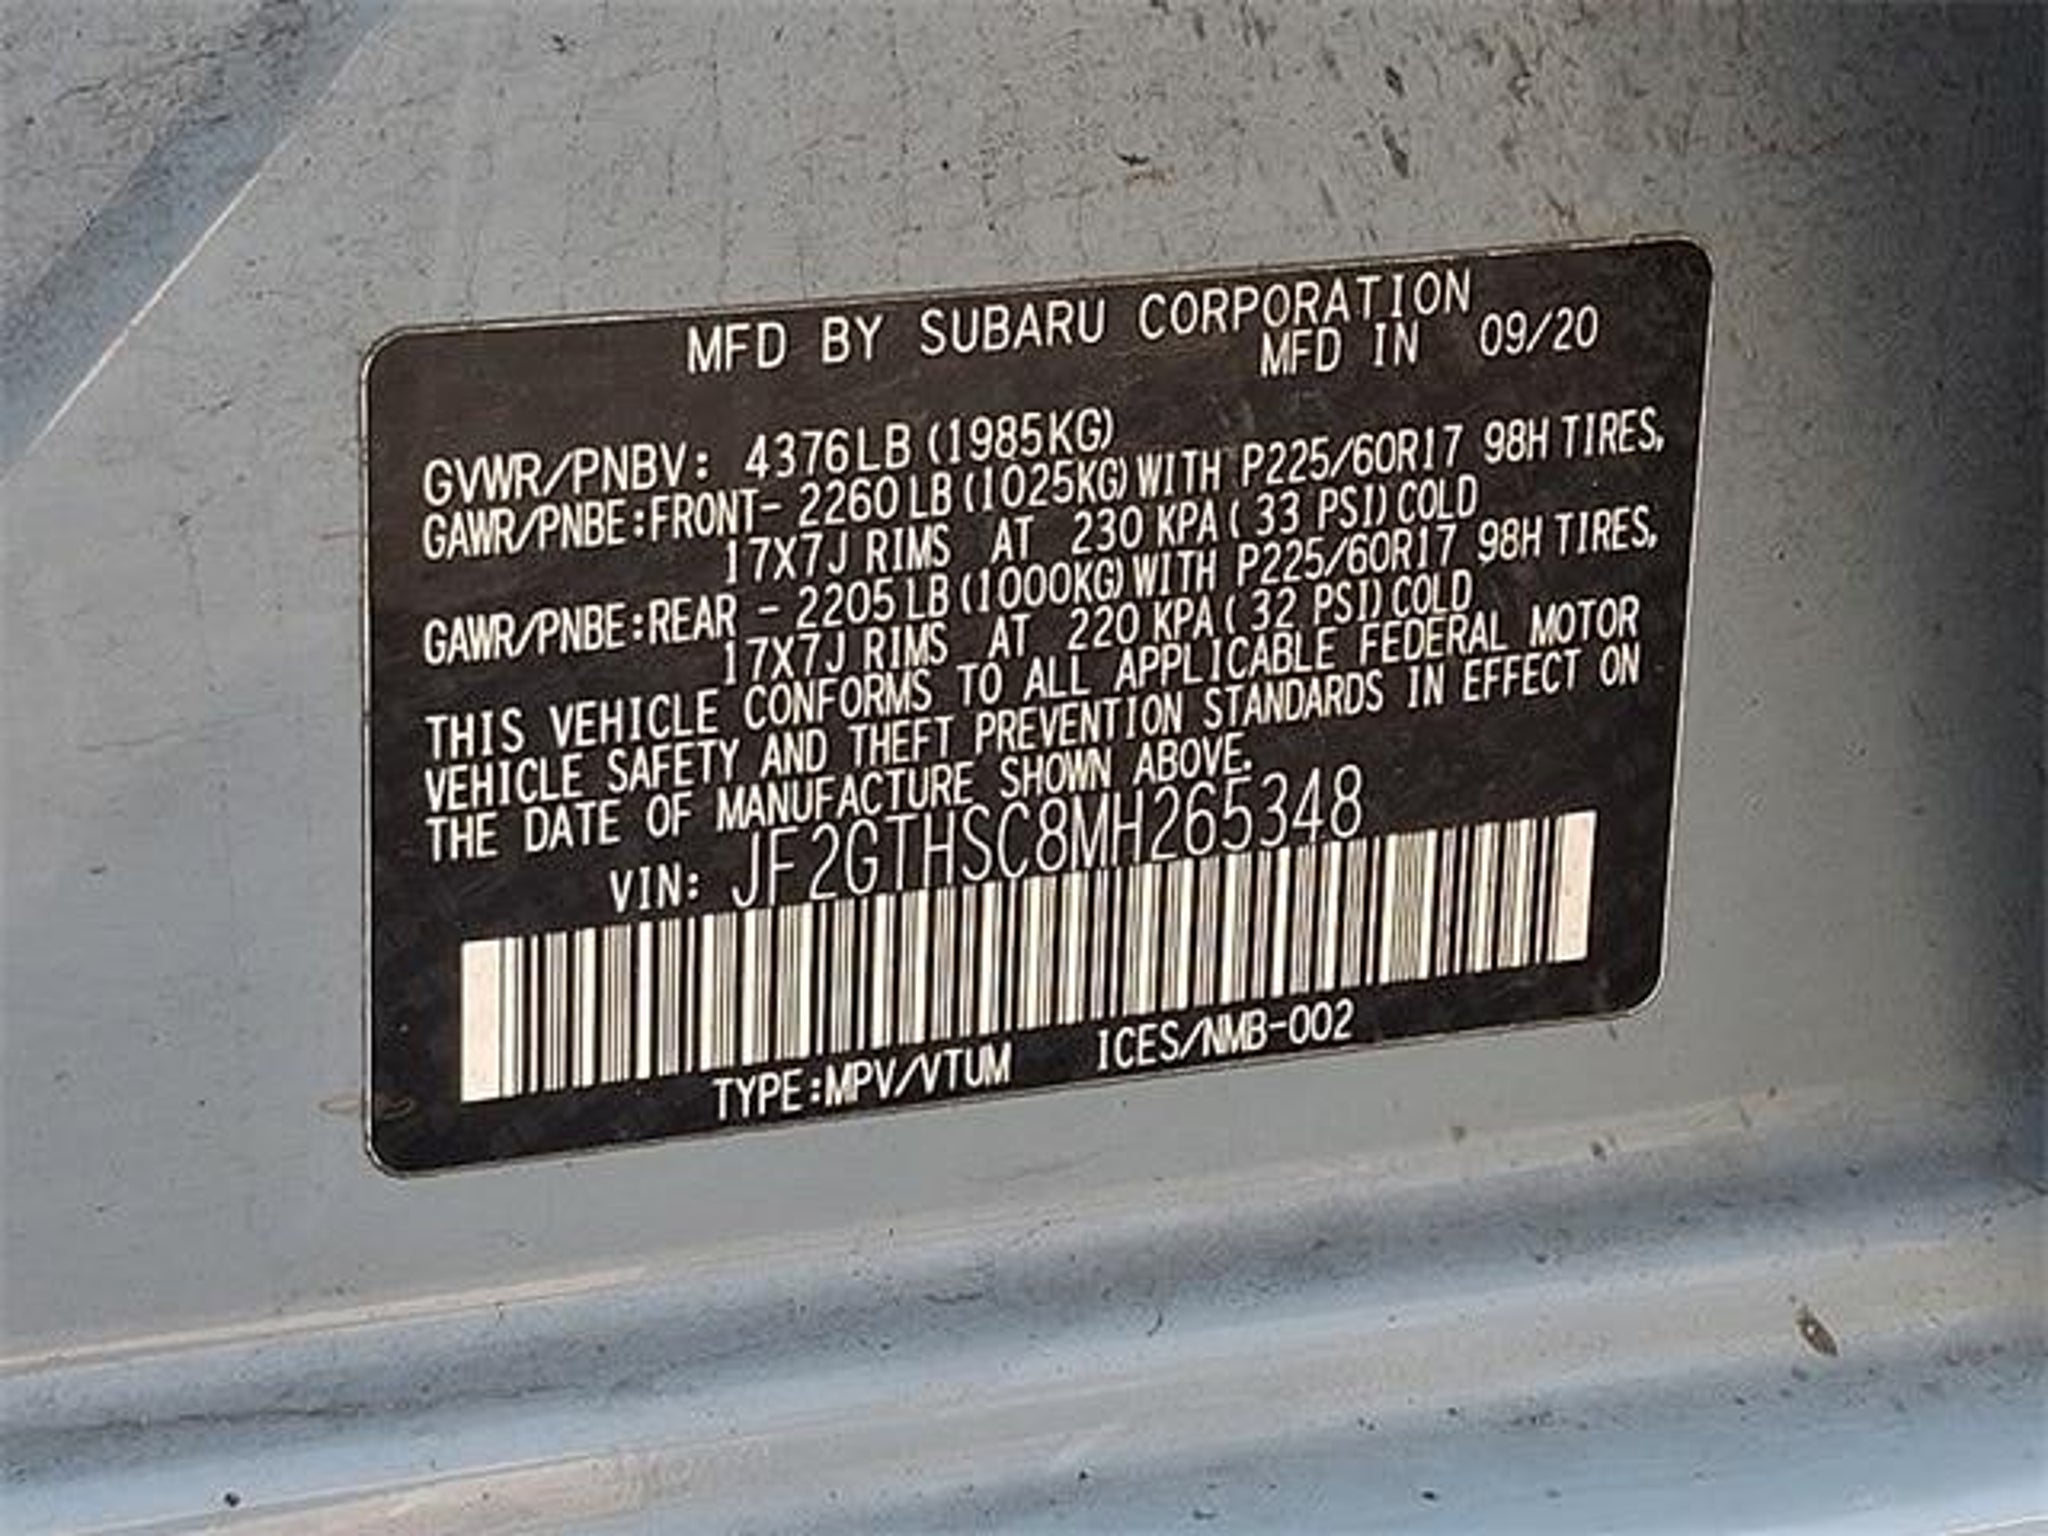 MFD BY SUBARU CORPORATION
MFD IN 09/20
GVWR/PNBV: 4376LB (1985KG)
GAWR/PNBE:FRONT- 2260LB (1025KG) WITH P225/60R17 98H TIRES,
17X7J RIMS AT 230 KPA ( 33 PSI) COLD
GAWR/PNBE:REAR - 2205LB (1000KG) WITH P225/60R17 98H TIRES,
17X7J RIMS AT 220 KPA ( 32 PSI) COLD
THIS VEHICLE CONFORMS TO ALL APPLICABLE FEDERAL MOTOR
VEHICLE SAFETY AND THEFT PREVENTION STANDARDS IN EFFECT ON
THE DATE OF MANUFACTURE SHOWN ABOVE.
VIN: JF2GTHSC8MH265348
TYPE:MPV/VTUM ICES/NMB-002